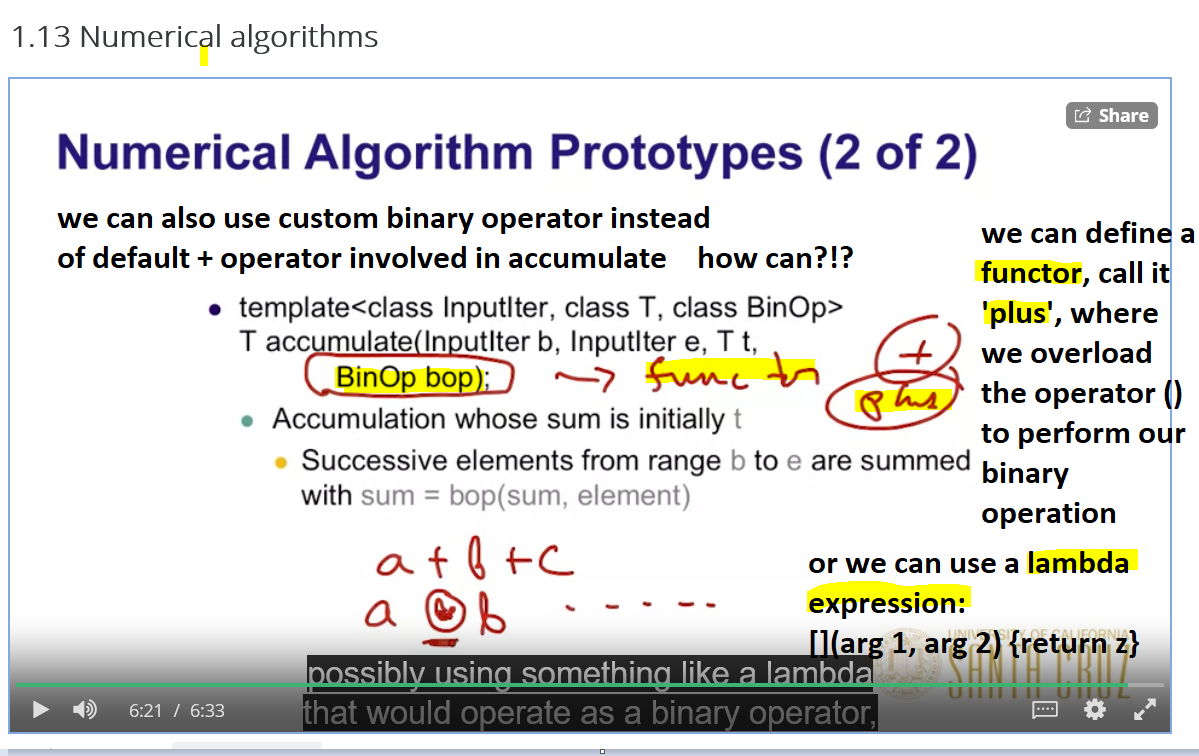 1.13 Numerical algorithms
Share
Numerical Algorithm Prototypes (2 of 2)
we can also use custom binary operator instead
of default + operator involved in accumulate how can?!?
• template<class InputIter, class T, class BinOp>
T accumulate(InputIter b, InputIter e, T t,
BinOp bop); → functor
+
plus
• Accumulation whose sum is initially t
• Successive elements from range b to e are summed
with sum = bop(sum, element)
we can define a
functor, call it
'plus', where
we overload
the operator ()
to perform our
binary
operation
a + b + c
a b - - - - -
or we can use a lambda
expression:
[](arg 1, arg 2) {return z}
UNIVERSITY OF CALIFORNIA
SANTA CRUZ
possibly using something like a lambda
that would operate as a binary operator,
6:21 / 6:33